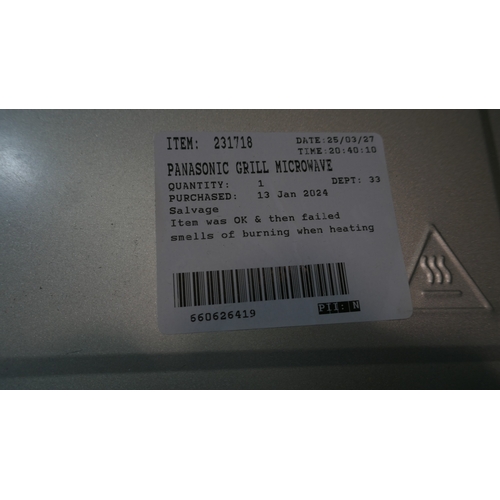 ITEM: 231718 DATE:25/03/27
TIME:20:40:10
PANASONIC GRILL MICROWAVE
QUANTITY: 1 DEPT: 33
PURCHASED: 13 Jan 2024
Salvage
Item was OK & then failed
smells of burning when heating
660626419 PII: N